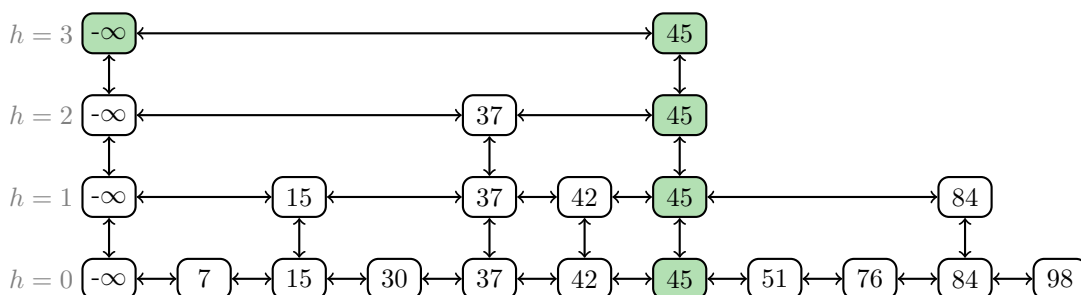 h = 3 -∞ 45
h = 2 -∞ 37 45
h = 1 -∞ 15 37 42 45 84
h = 0 -∞ 7 15 30 37 42 45 51 76 84 98